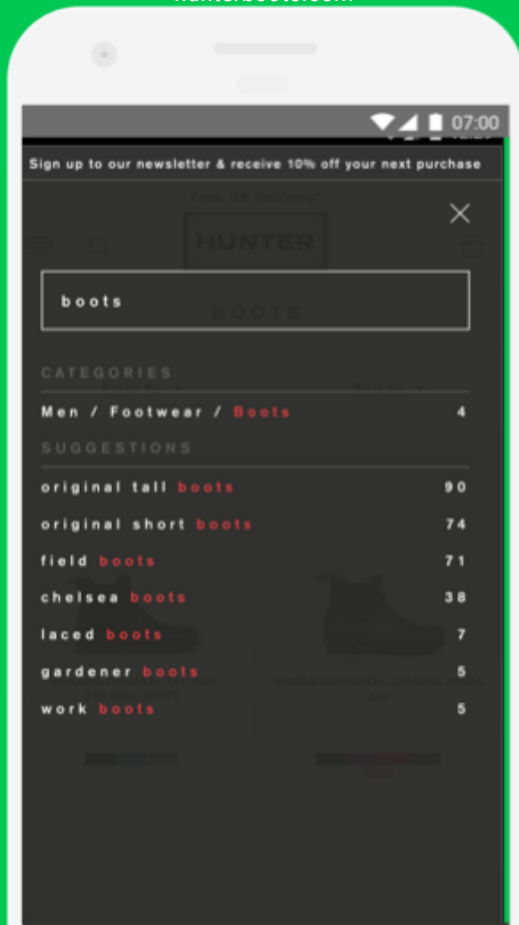 07:00
Sign up to our newsletter & receive 10% off your next purchase
Free UK Delivery*
HUNTER
boots
BOOTS
CATEGORIES
Men / Footwear / Boots 4
SUGGESTIONS
original tall boots 90
original short boots 74
field boots 71
chelsea boots 38
laced boots 7
gardener boots 5
work boots 5